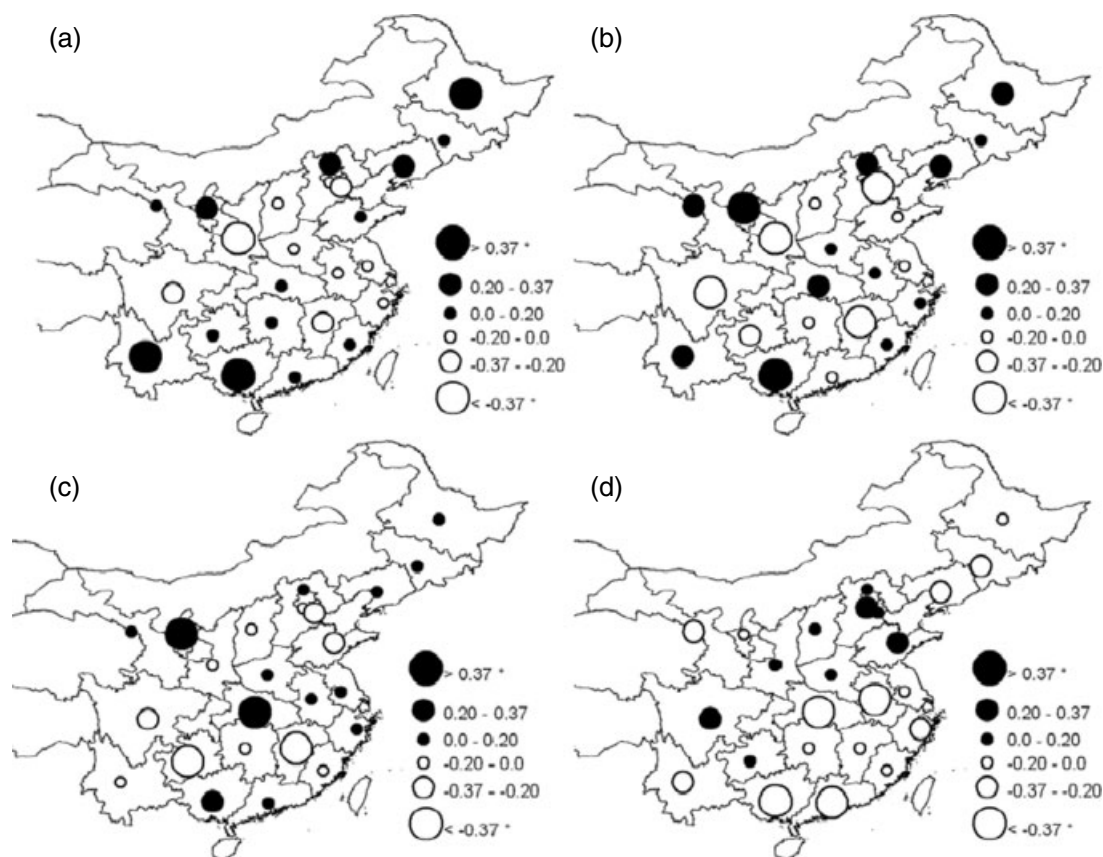 (a)
> 0.37 *
0.20 - 0.37
0.0 - 0.20
-0.20 - 0.0
-0.37 - -0.20
< -0.37 *
(b)
> 0.37 *
0.20 - 0.37
0.0 - 0.20
-0.20 - 0.0
-0.37 - -0.20
< -0.37 *
(c)
> 0.37 *
0.20 - 0.37
0.0 - 0.20
-0.20 - 0.0
-0.37 - -0.20
< -0.37 *
(d)
> 0.37 *
0.20 - 0.37
0.0 - 0.20
-0.20 - 0.0
-0.37 - -0.20
< -0.37 *